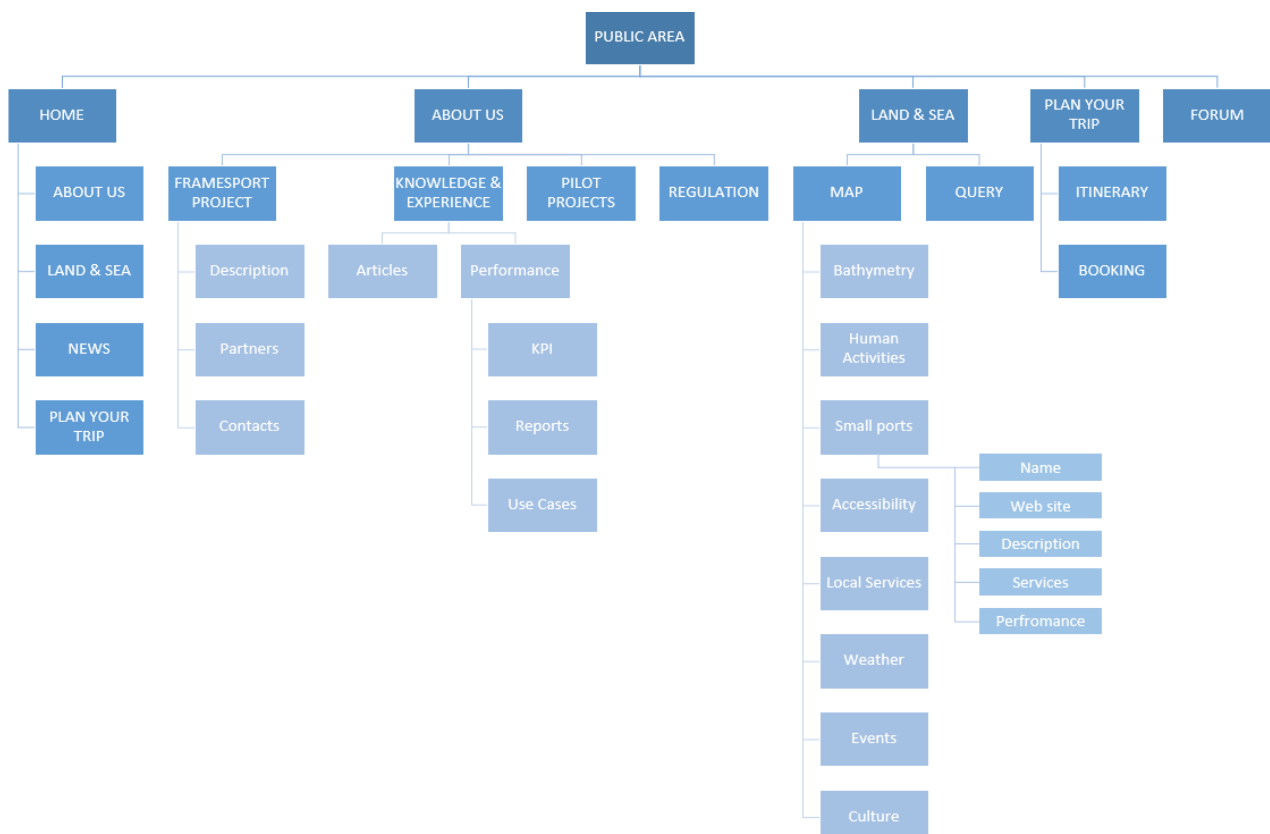 PUBLIC AREA
HOME
ABOUT US
LAND & SEA
PLAN YOUR
TRIP
FORUM
ABOUT US
LAND & SEA
NEWS
PLAN YOUR
TRIP
FRAMESPORT
PROJECT
KNOWLEDGE &
EXPERIENCE
PILOT
PROJECTS
REGULATION
Description
Partners
Contacts
Articles
Performance
KPI
Reports
Use Cases
MAP
QUERY
Bathymetry
Human
Activities
Small ports
Name
Web site
Description
Services
Perfromance
Accessibility
Local Services
Weather
Events
Culture
ITINERARY
BOOKING